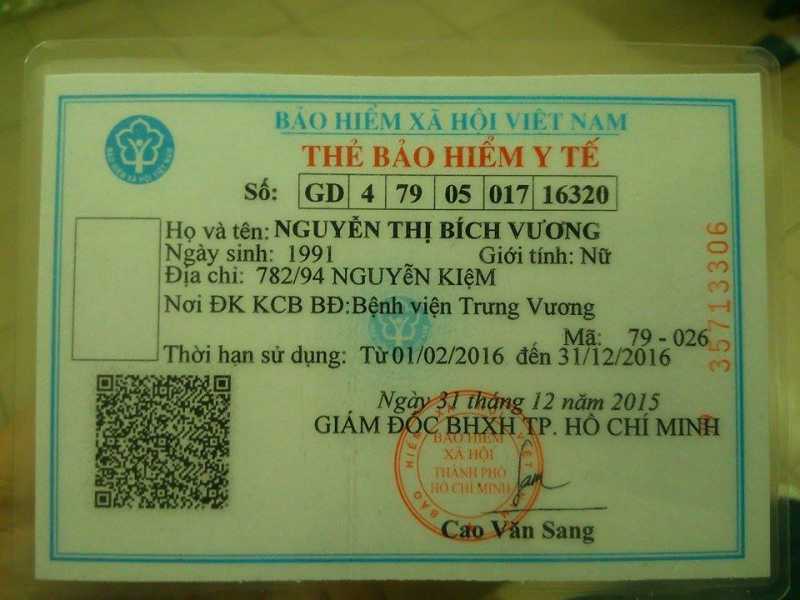 BẢO HIỂM XÃ HỘI VIỆT NAM
THẺ BẢO HIỂM Y TẾ
Số: GD 4 79 05 017 16320
Họ và tên: NGUYỄN THỊ BÍCH VƯƠNG
Ngày sinh: 1991 Giới tính: Nữ
Địa chỉ: 782/94 NGUYễN KIệM
Nơi ĐK KCB BĐ:Bệnh viện Trưng Vương
Mã: 79 - 026
Thời hạn sử dụng: Từ 01/02/2016 đến 31/12/2016
35713306
Ngày 31 tháng 12 năm 2015
GIÁM ĐỐC BHXH TP. HỒ CHÍ MINH
BẢO HIỂM
XÃ HỘI
THÀNH PHỐ
HỒ CHÍ MINH
Cao Văn Sang